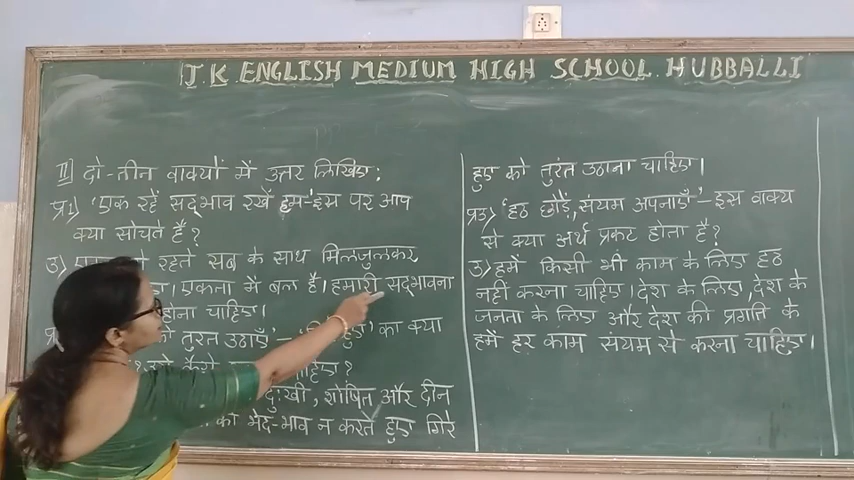 J K ENGLISH MEDIUM HIGH SCHOOL. HUBBALLI
II] दो-तीन वाक्यों में उत्तर लिखिए:
प्र1> 'एक रहें सद्भाव रखें हम'-इस पर आप
क्या सोचते हैं?
उ> रहते सब के साथ मिलजुलकर
एकता में बल है। हमारी सद्भावना
होना चाहिए।
को तुरंत उठाएँ'- का क्या
चाहिए?
दुःखी, शोषित और दीन
को भेद-भाव न करते हुए गिरे
हुए को तुरंत उठाना चाहिए।
प्र3> 'हठ छोड़ें, संयम अपनाएँ'-इस वाक्य
से क्या अर्थ प्रकट होता है?
उ> हमें किसी भी काम के लिए हठ
नहीं करना चाहिए। देश के लिए, देश के
जनता के लिए और देश की प्रगति के
हमें हर काम संयम से करना चाहिए।